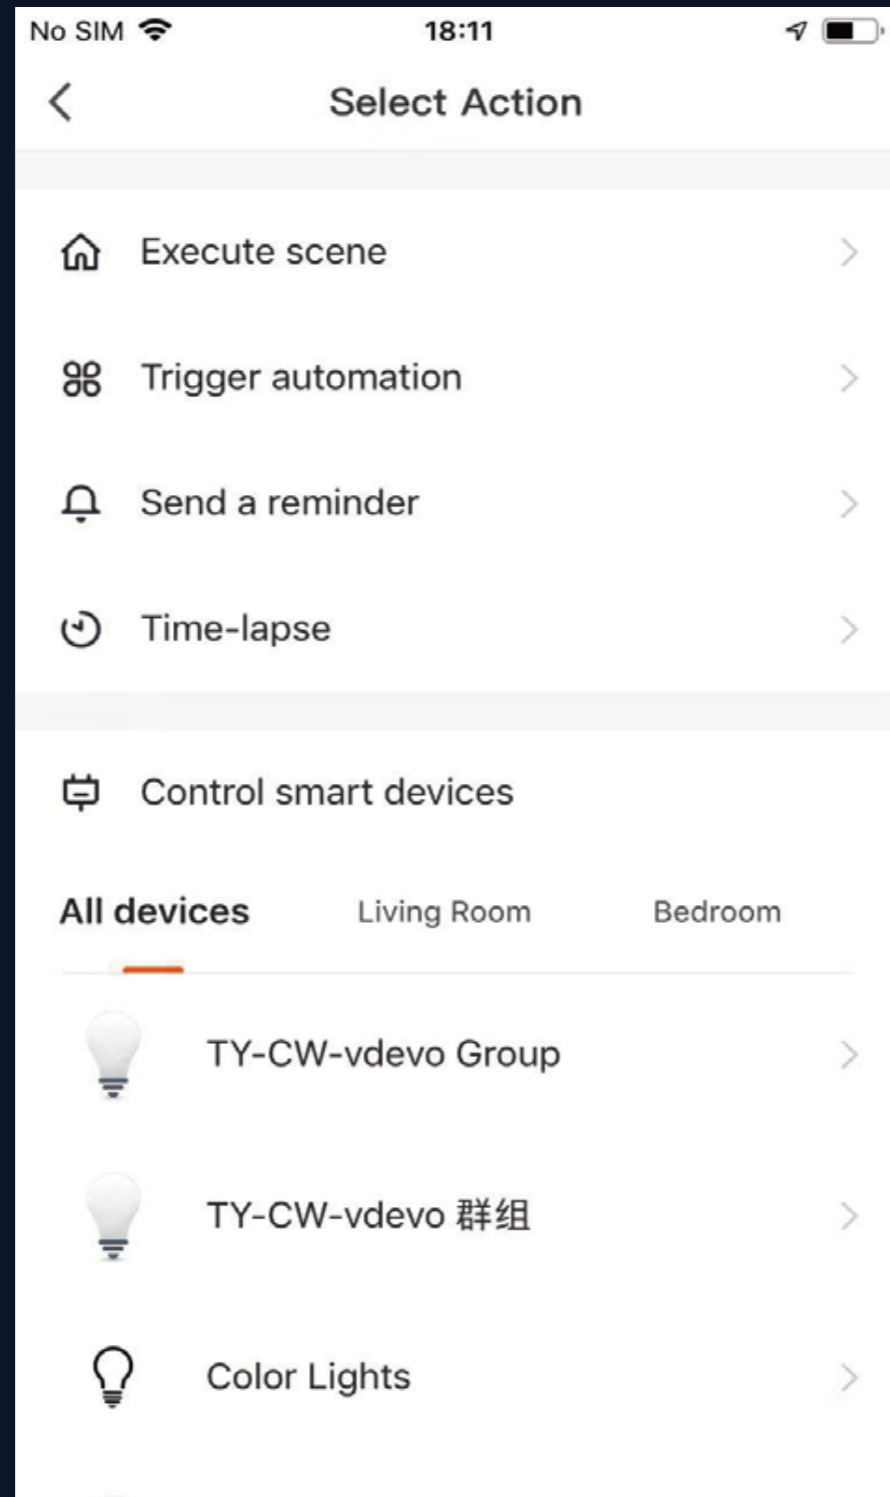 No SIM 18:11
Select Action
Execute scene
Trigger automation
Send a reminder
Time-lapse
Control smart devices
All devices Living Room Bedroom
TY-CW-vdevo Group
TY-CW-vdevo 群组
Color Lights